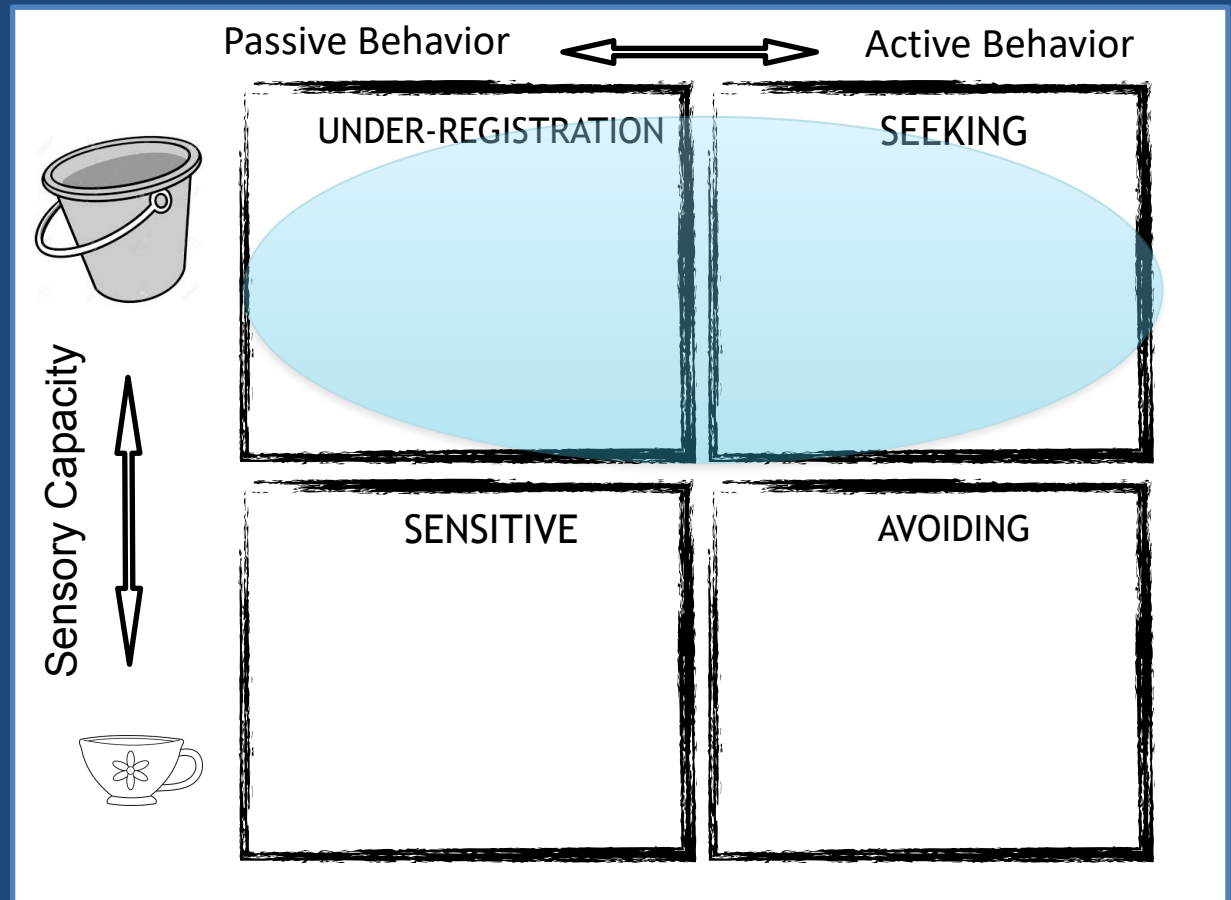 Passive Behavior
Active Behavior
UNDER-REGISTRATION
SEEKING
Sensory Capacity
SENSITIVE
AVOIDING